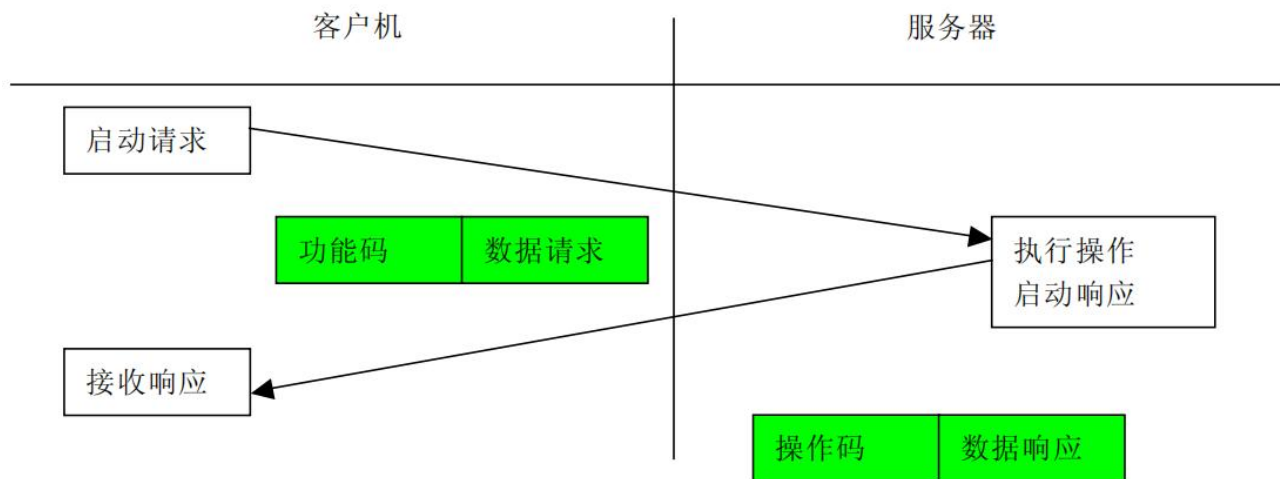 客户机
服务器
启动请求
功能码
数据请求
执行操作
启动响应
接收响应
操作码
数据响应